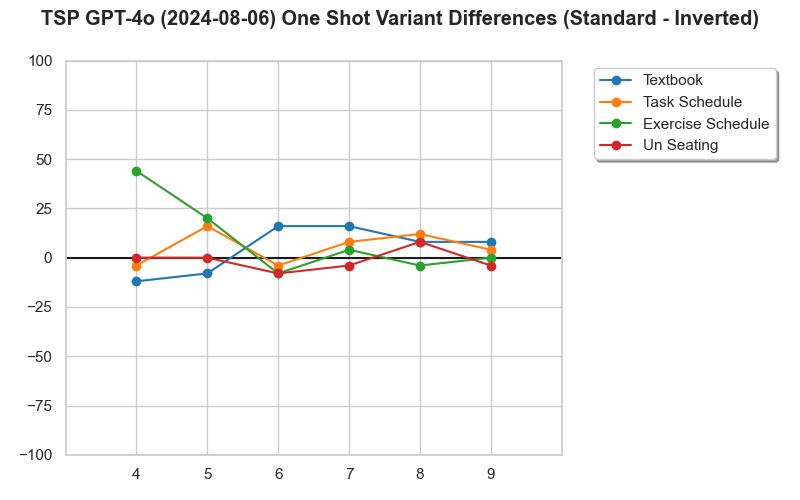 TSP GPT-4o (2024-08-06) One Shot Variant Differences (Standard - Inverted)
Textbook
Task Schedule
Exercise Schedule
Un Seating
100
75
50
25
0
−25
−50
−75
−100
4 5 6 7 8 9